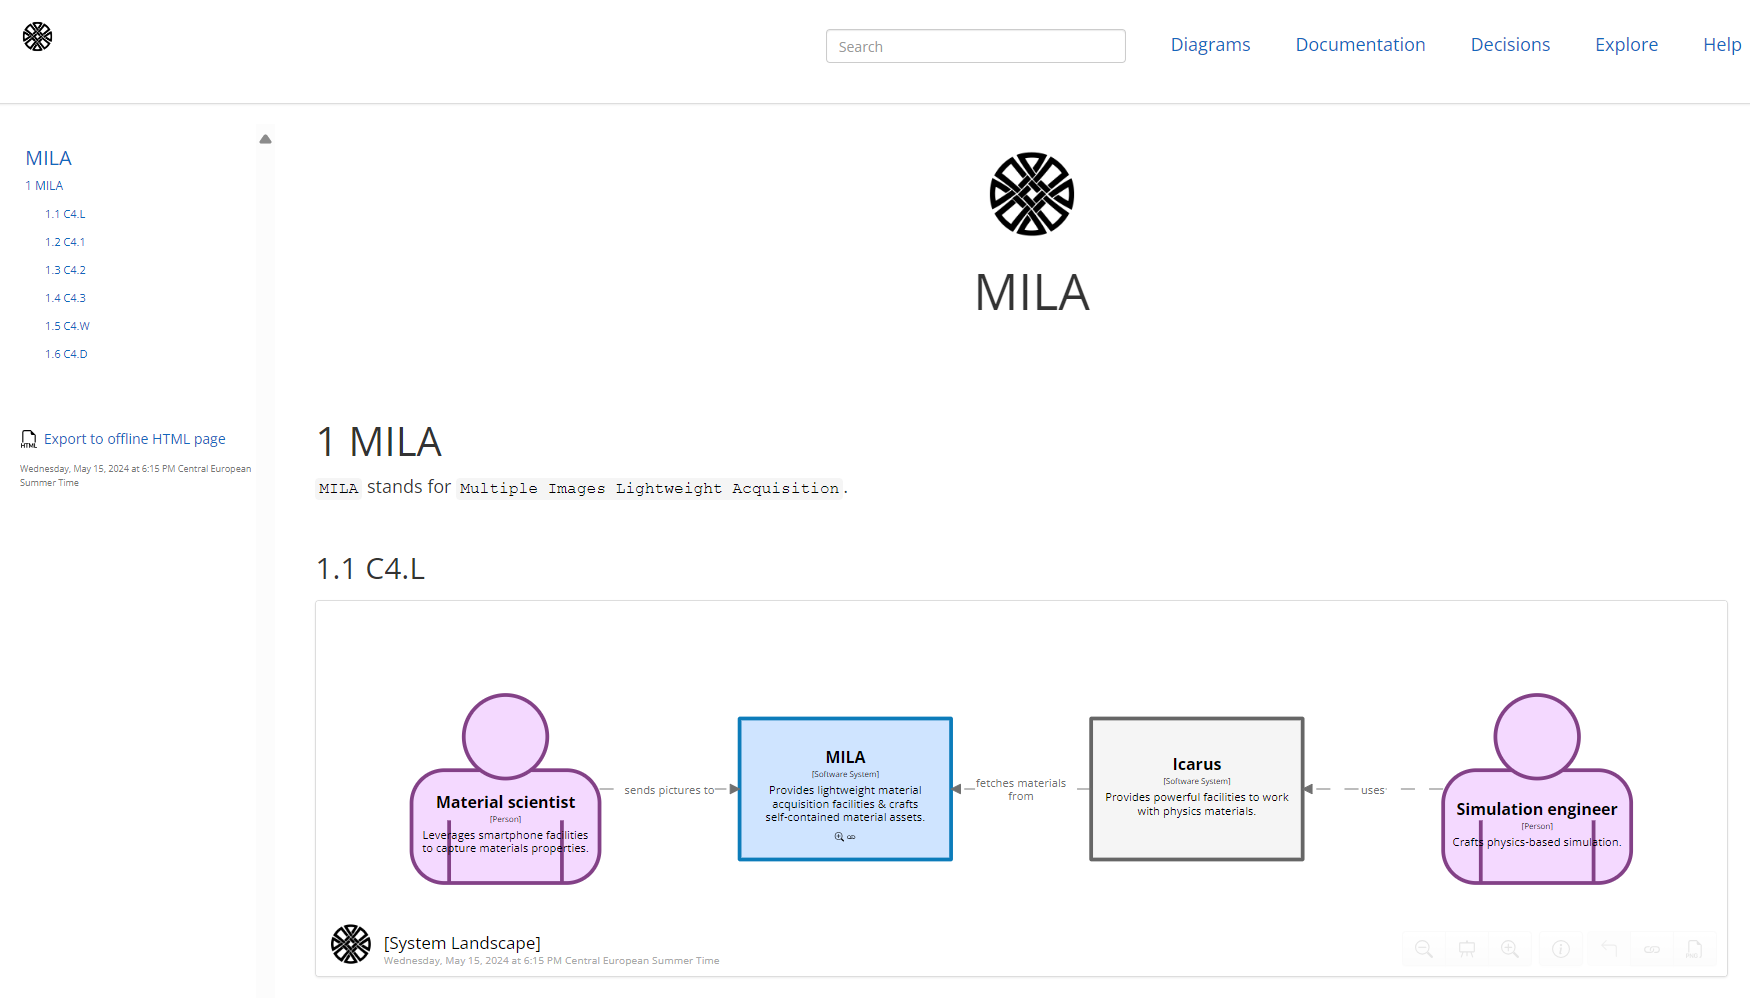 Search
Diagrams
Documentation
Decisions
Explore
Help
MILA
1 MILA
1.1 C4.L
1.2 C4.1
1.3 C4.2
1.4 C4.3
1.5 C4.W
1.6 C4.D
HTML
Export to offline HTML page
Wednesday, May 15, 2024 at 6:15 PM Central European
Summer Time
MILA
1 MILA
MILA stands for Multiple Images Lightweight Acquisition.
1.1 C4.L
Material scientist
[Person]
Leverages smartphone facilities
to capture materials properties.
sends pictures to
MILA
[Software System]
Provides lightweight material
acquisition facilities & crafts
self-contained material assets.
fetches materials
from
Icarus
[Software System]
Provides powerful facilities to work
with physics materials.
uses
Simulation engineer
[Person]
Crafts physics-based simulation.
[System Landscape]
Wednesday, May 15, 2024 at 6:15 PM Central European Summer Time
PNG